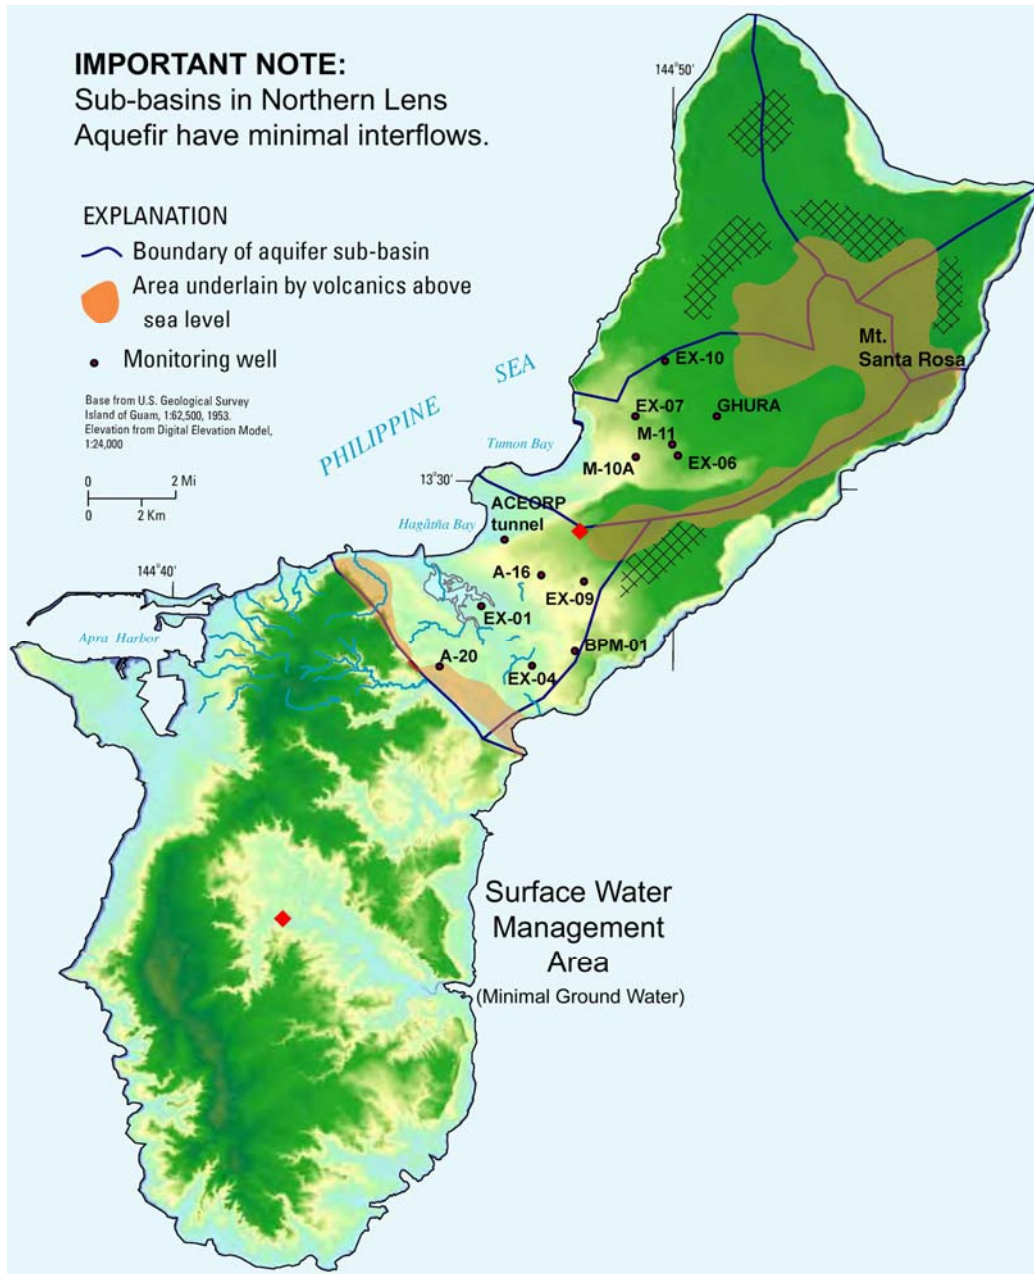 IMPORTANT NOTE:
Sub-basins in Northern Lens
Aquefir have minimal interflows.
EXPLANATION
Boundary of aquifer sub-basin
Area underlain by volcanics above
sea level
Monitoring well
Base from U.S. Geological Survey
Island of Guam, 1:62,500, 1953.
Elevation from Digital Elevation Model,
1:24,000
0 2 Mi
0 2 Km
144°50'
Mt.
Santa Rosa
EX-10
PHILIPPINE SEA
EX-07
GHURA
M-11
Tumon Bay
M-10A
EX-06
13°30'
ACEORP
tunnel
Hagåtña Bay
144°40'
A-16
EX-09
EX-01
Apra Harbor
BPM-01
A-20
EX-04
Surface Water
Management
Area
(Minimal Ground Water)